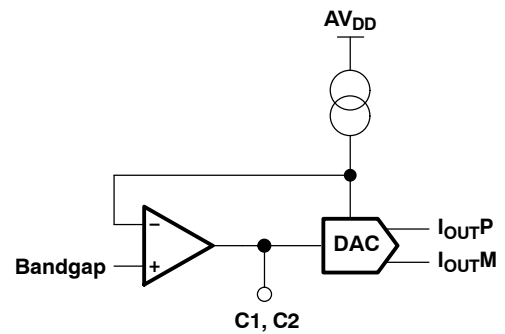 AVDD
−
DAC
IOUTP
Bandgap
+
IOUTM
C1, C2